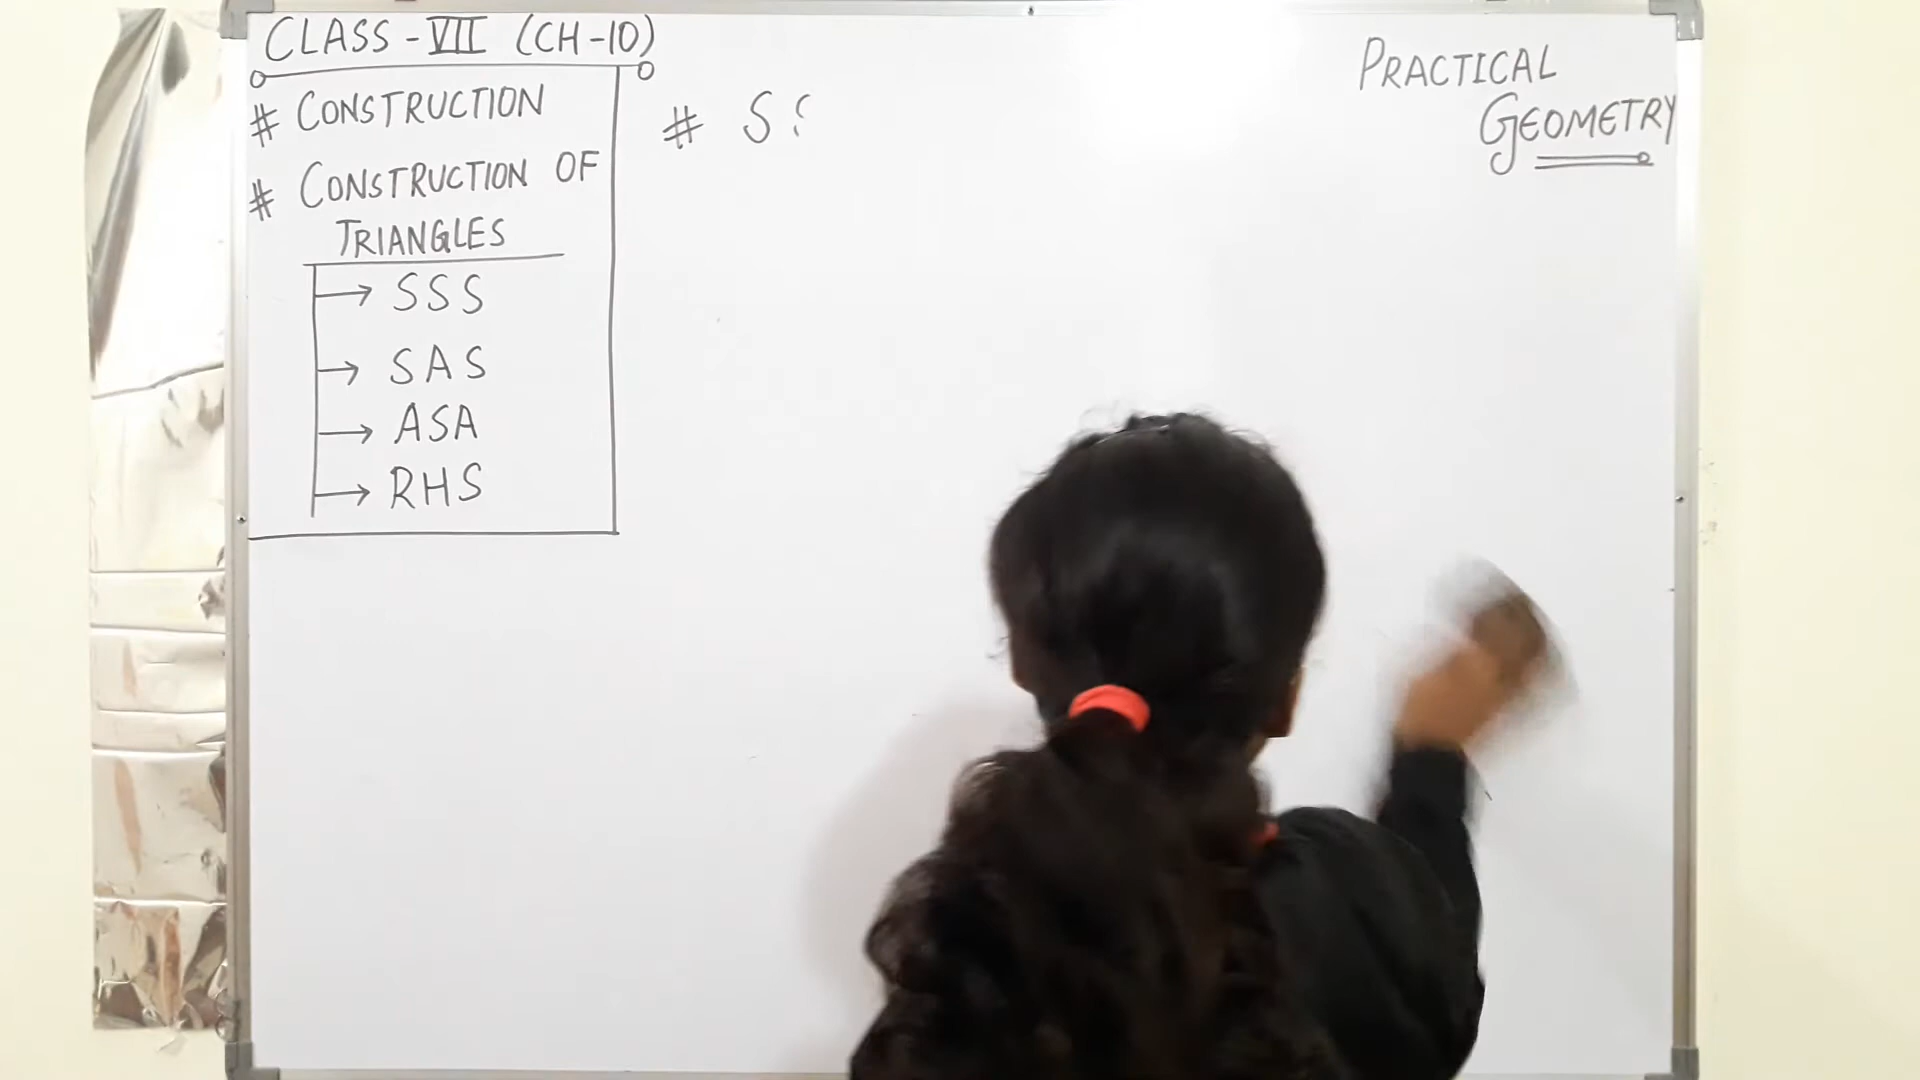 CLASS - VII (CH-10)
# CONSTRUCTION
# CONSTRUCTION OF
TRIANGLES
→ SSS
→ SAS
→ ASA
→ RHS
# S
PRACTICAL
GEOMETRY